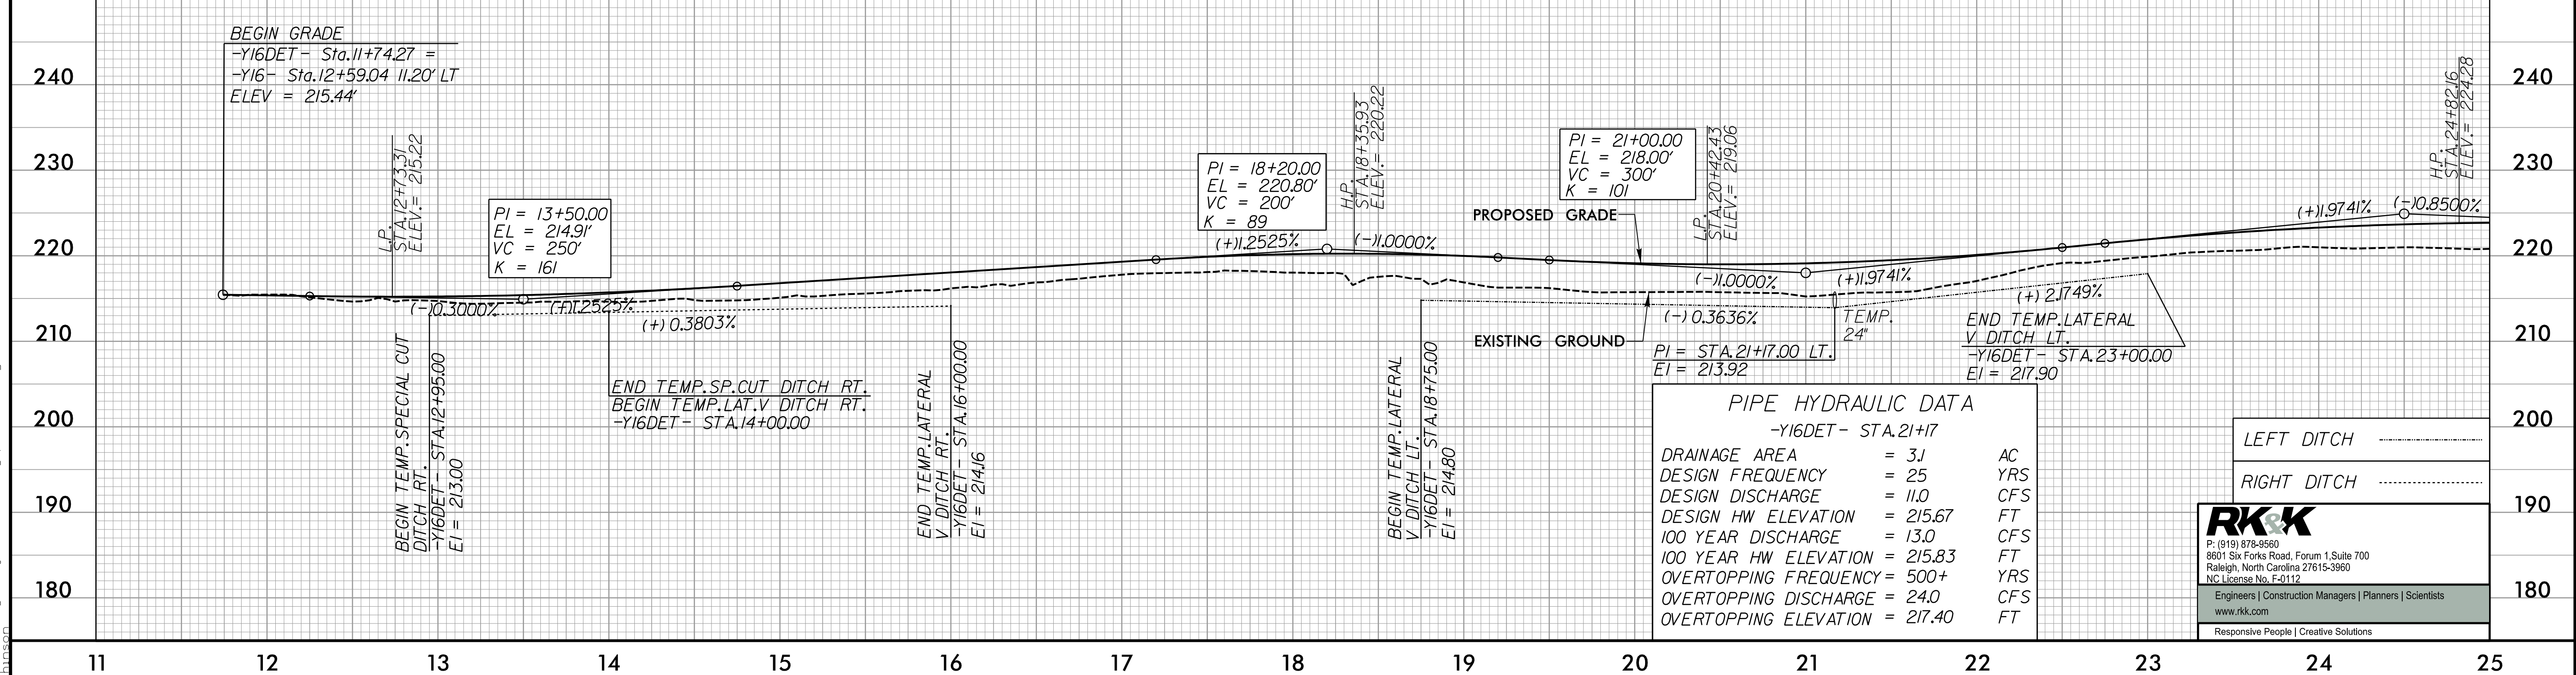 BEGIN GRADE
-Y16DET- Sta.11+74.27 =
-Y16- Sta.12+59.04 11.20' LT
ELEV = 215.44'
240
230
220
210
200
190
180
L.P.
STA.12+73.31
ELEV.= 215.22
PI = 13+50.00
EL = 214.91'
VC = 250'
K = 161
(-)0.3000%
(+)1.2525%
(+) 0.3803%
BEGIN TEMP.SPECIAL CUT
DITCH RT.
-Y16DET- STA.12+95.00
El = 213.00
END TEMP.SP.CUT DITCH RT.
BEGIN TEMP.LAT.V DITCH RT.
-Y16DET- STA.14+00.00
END TEMP.LATERAL
V DITCH RT.
-Y16DET- STA.16+00.00
El = 214.16
PI = 18+20.00
EL = 220.80'
VC = 200'
K = 89
(+)1.2525%
(-)1.0000%
H.P.
STA.18+35.93
ELEV.= 220.22
BEGIN TEMP.LATERAL
V DITCH LT.
-Y16DET- STA.18+75.00
El = 214.80
PI = 21+00.00
EL = 218.00'
VC = 300'
K = 101
PROPOSED GRADE
L.P.
STA.20+42.43
ELEV.= 219.06
(-)1.0000%
(+)1.9741%
EXISTING GROUND
(-) 0.3636%
TEMP.
24"
PI = STA.21+17.00 LT.
El = 213.92
(+) 2.1749%
END TEMP.LATERAL
V DITCH LT.
-Y16DET- STA.23+00.00
El = 217.90
(+)1.9741%
(-)0.8500%
H.P.
STA.24+82.16
ELEV.= 224.28
240
230
220
210
200
190
180
PIPE HYDRAULIC DATA
-Y16DET- STA.21+17
DRAINAGE AREA = 3.1 AC
DESIGN FREQUENCY = 25 YRS
DESIGN DISCHARGE = 11.0 CFS
DESIGN HW ELEVATION = 215.67 FT
100 YEAR DISCHARGE = 13.0 CFS
100 YEAR HW ELEVATION = 215.83 FT
OVERTOPPING FREQUENCY = 500+ YRS
OVERTOPPING DISCHARGE = 24.0 CFS
OVERTOPPING ELEVATION = 217.40 FT
LEFT DITCH
RIGHT DITCH
RK&K
P: (919) 878-9560
8601 Six Forks Road, Forum 1,Suite 700
Raleigh, North Carolina 27615-3960
NC License No. F-0112
Engineers | Construction Managers | Planners | Scientists
www.rkk.com
Responsive People | Creative Solutions
11 12 13 14 15 16 17 18 19 20 21 22 23 24 25